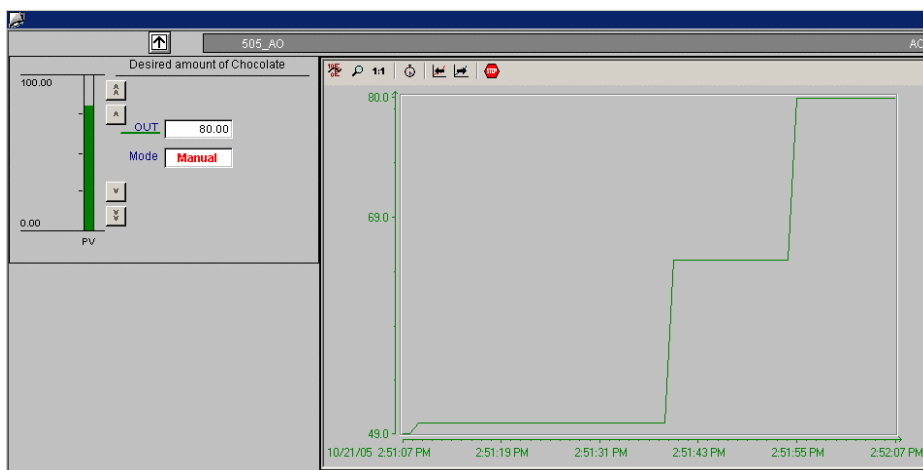 505_AO
AO
Desired amount of Chocolate
100.00
OUT 80.00
Mode Manual
0.00
PV
1:1
STOP
80.0
69.0
49.0
10/21/05 2:51:07 PM 2:51:19 PM 2:51:31 PM 2:51:43 PM 2:51:55 PM 2:52:07 PM